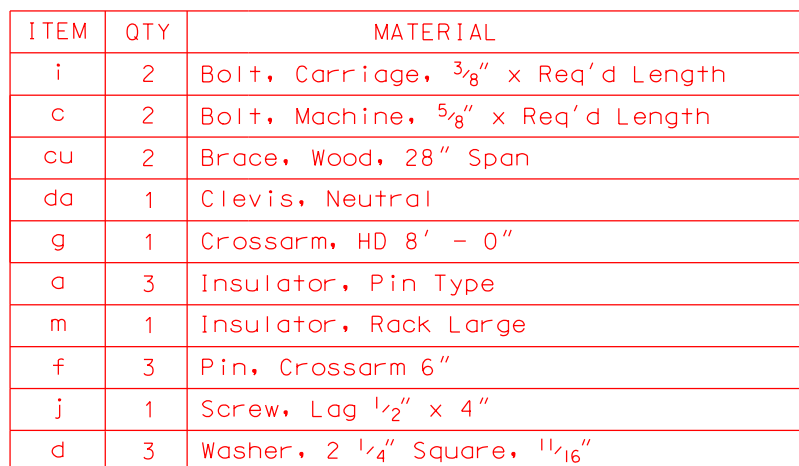 ITEM QTY MATERIAL
i 2 Bolt, Carriage, 3/8" x Req'd Length
c 2 Bolt, Machine, 5/8" x Req'd Length
cu 2 Brace, Wood, 28" Span
da 1 Clevis, Neutral
g 1 Crossarm, HD 8' - 0"
a 3 Insulator, Pin Type
m 1 Insulator, Rack Large
f 3 Pin, Crossarm 6"
j 1 Screw, Lag 1/2" x 4"
d 3 Washer, 2 1/4" Square, 11/16"